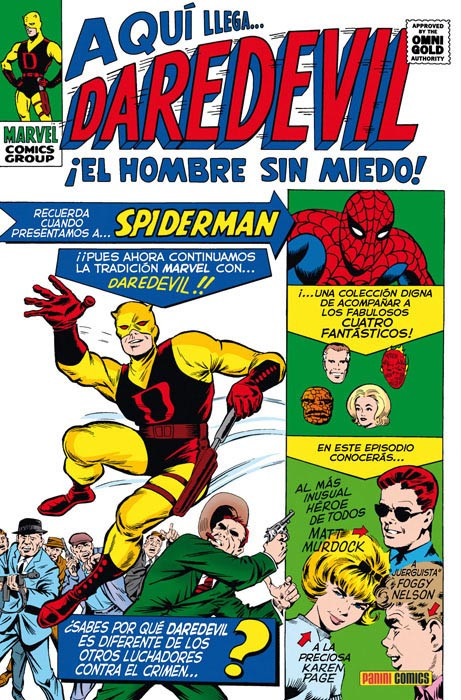 AQUÍ LLEGA...
APPROVED
BY THE
OMNI
GOLD
AUTHORITY
DAREDEVIL
MARVEL
COMICS
GROUP
¡EL HOMBRE SIN MIEDO!
RECUERDA
CUANDO
PRESENTAMOS A...
SPIDERMAN
¡¡PUES AHORA CONTINUAMOS
LA TRADICIÓN MARVEL CON...
DAREDEVIL!!
¡...UNA COLECCIÓN DIGNA
DE ACOMPAÑAR A
LOS FABULOSOS
CUATRO
FANTÁSTICOS!
D
D
EN ESTE EPISODIO
CONOCERÁS...
AL MÁS
INUSUAL
HÉROE
DE TODOS
MATT
MURDOCK
AL
"JUERGUISTA"
FOGGY
NELSON
A LA
PRECIOSA
KAREN
PAGE
¿SABES POR QUÉ DAREDEVIL
ES DIFERENTE DE LOS
OTROS LUCHADORES
CONTRA EL CRIMEN...
?
PANINI COMICS